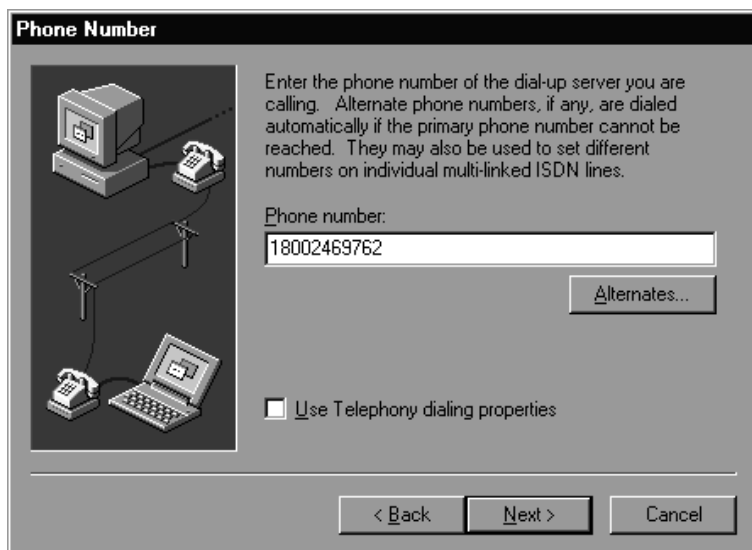 Phone Number
Enter the phone number of the dial-up server you are
calling.  Alternate phone numbers, if any, are dialed
automatically if the primary phone number cannot be
reached.  They may also be used to set different
numbers on individual multi-linked ISDN lines.
Phone number:
18002469762
Alternates...
Use Telephony dialing properties
< Back
Next >
Cancel